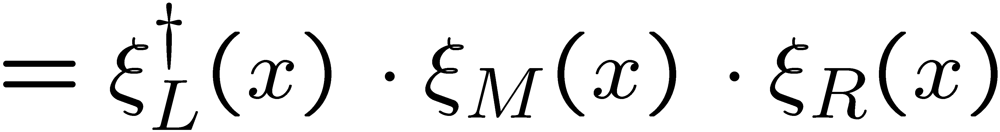 = ξ_L^†(x) · ξ_M(x) · ξ_R(x)